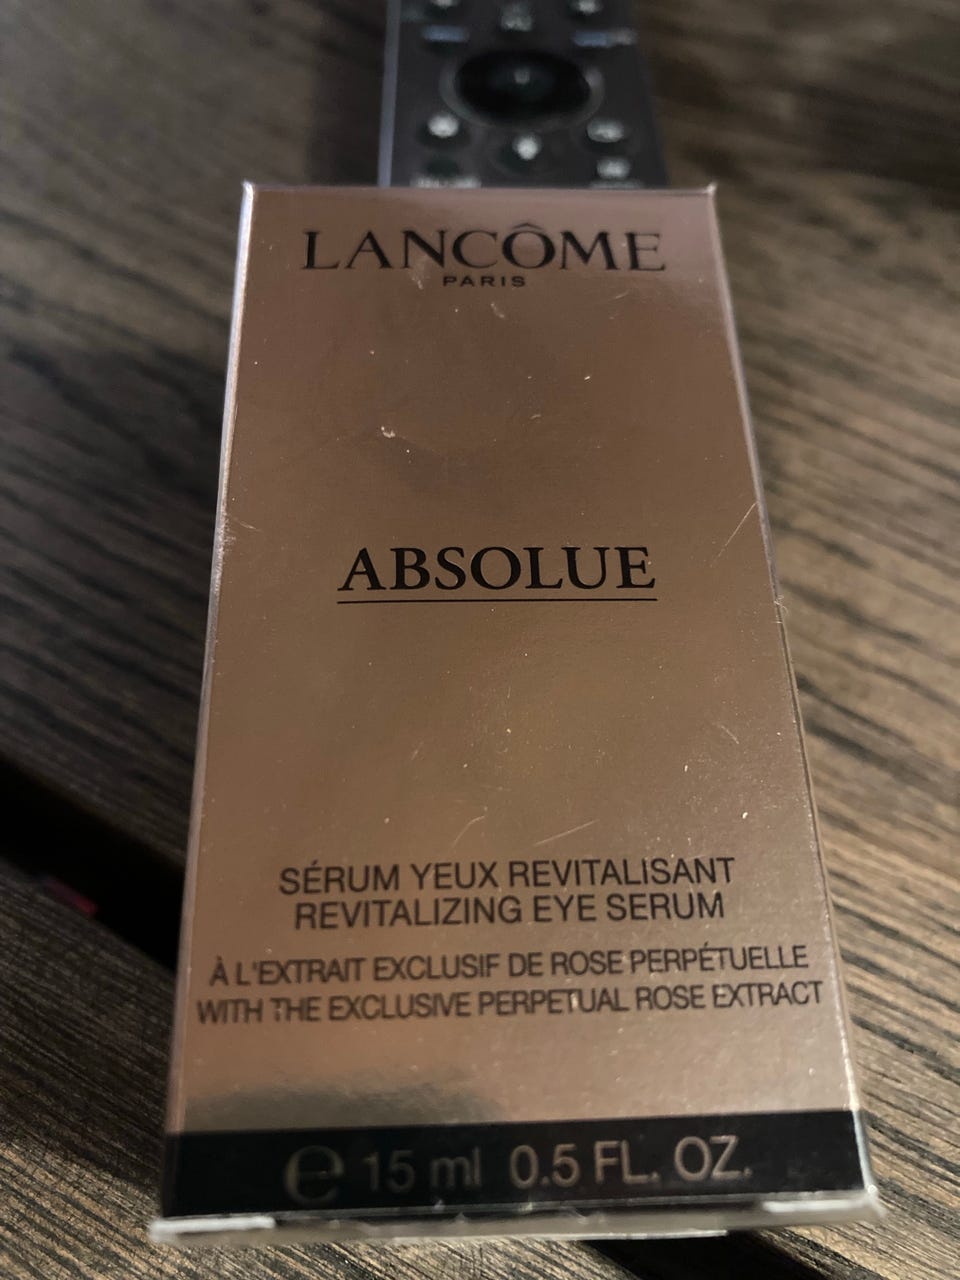 LANCÔME
PARIS
ABSOLUE
SÉRUM YEUX REVITALISANT
REVITALIZING EYE SERUM
À L'EXTRAIT EXCLUSIF DE ROSE PERPÉTUELLE
WITH THE EXCLUSIVE PERPETUAL ROSE EXTRACT
℮ 15 ml 0.5 FL. OZ.